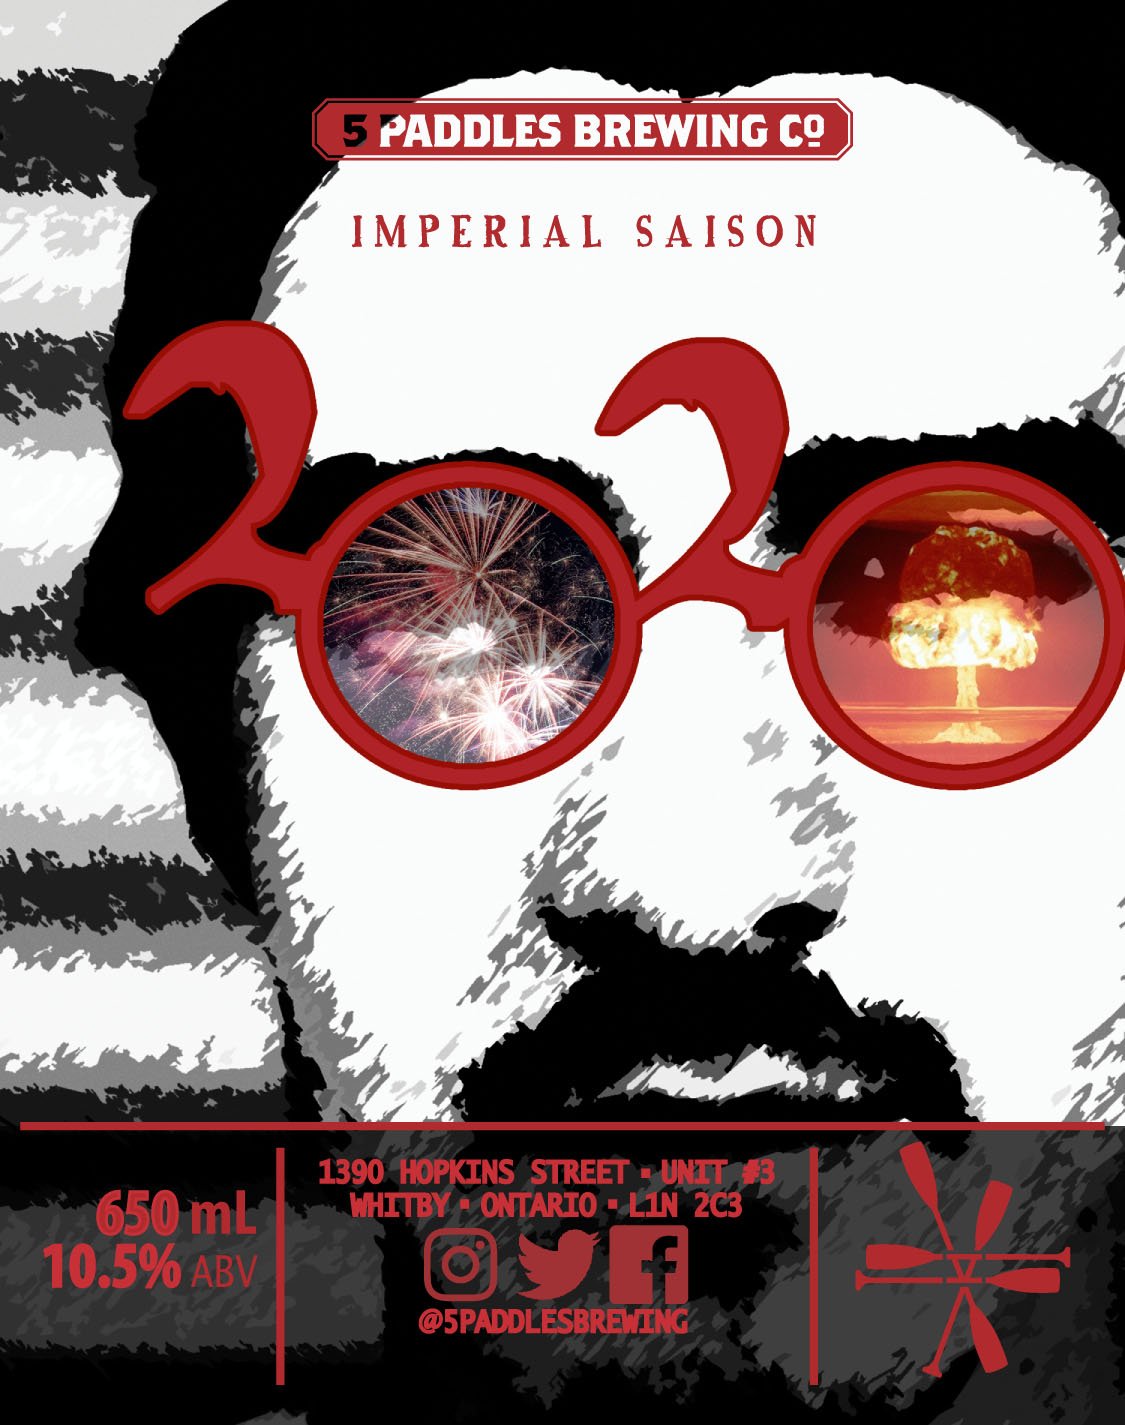 5 PADDLES BREWING Cº
IMPERIAL SAISON
2020
650 mL
10.5% ABV
1390 HOPKINS STREET ▪ UNIT #3
WHITBY ▪ ONTARIO ▪ L1N 2C3
@5PADDLESBREWING